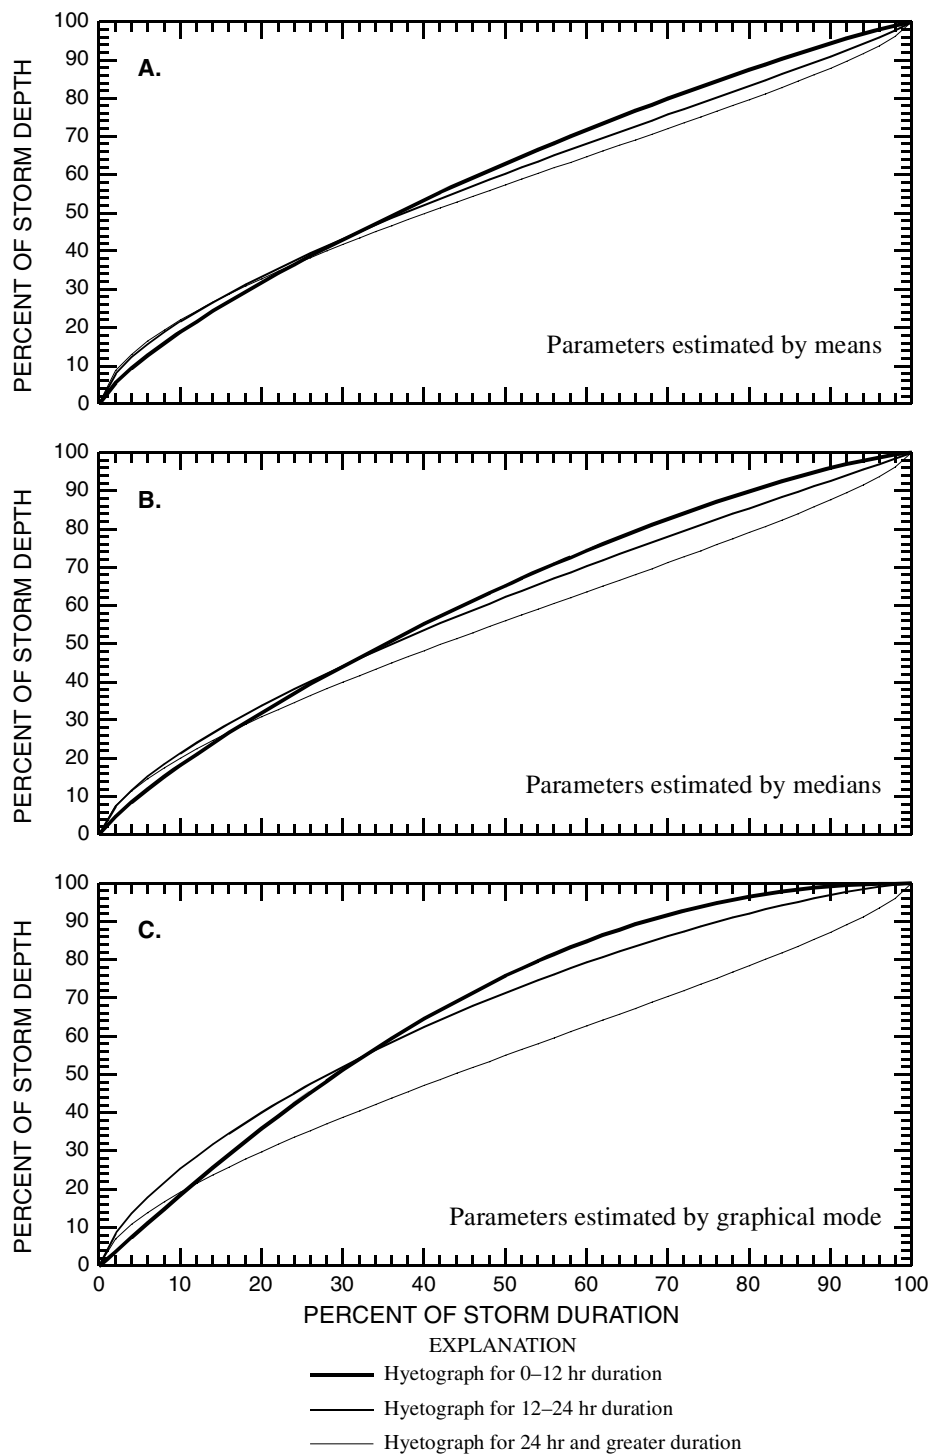 100
90
80
70
60
50
40
30
20
10
0
PERCENT OF STORM DEPTH
A.
Parameters estimated by means
100
90
80
70
60
50
40
30
20
10
0
PERCENT OF STORM DEPTH
B.
Parameters estimated by medians
100
90
80
70
60
50
40
30
20
10
0
PERCENT OF STORM DEPTH
C.
Parameters estimated by graphical mode
0 10 20 30 40 50 60 70 80 90 100
PERCENT OF STORM DURATION
EXPLANATION
Hyetograph for 0–12 hr duration
Hyetograph for 12–24 hr duration
Hyetograph for 24 hr and greater duration